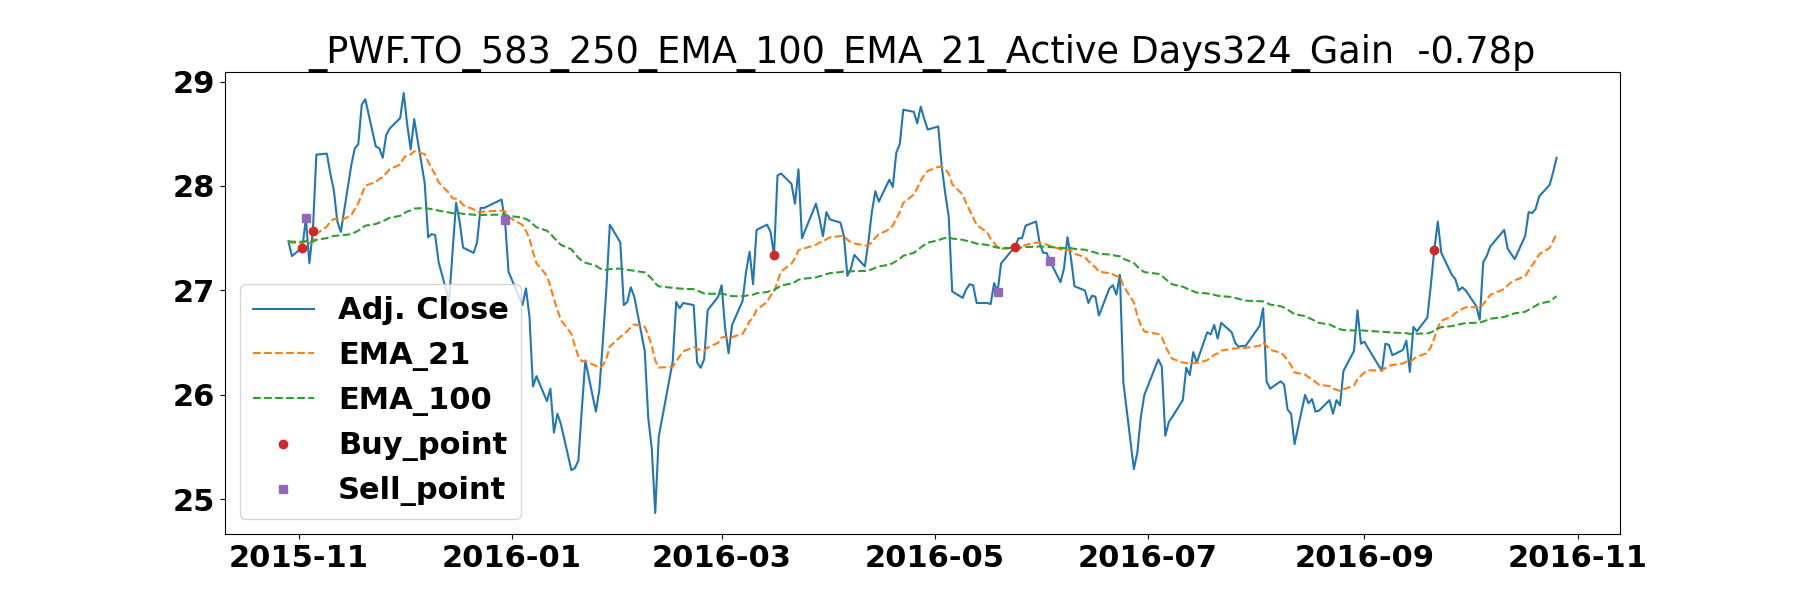 _PWF.TO_583_250_EMA_100_EMA_21_Active Days324_Gain  -0.78p
29
28
27
26
25
Adj. Close
EMA_21
EMA_100
Buy_point
Sell_point
2015-11 2016-01 2016-03 2016-05 2016-07 2016-09 2016-11